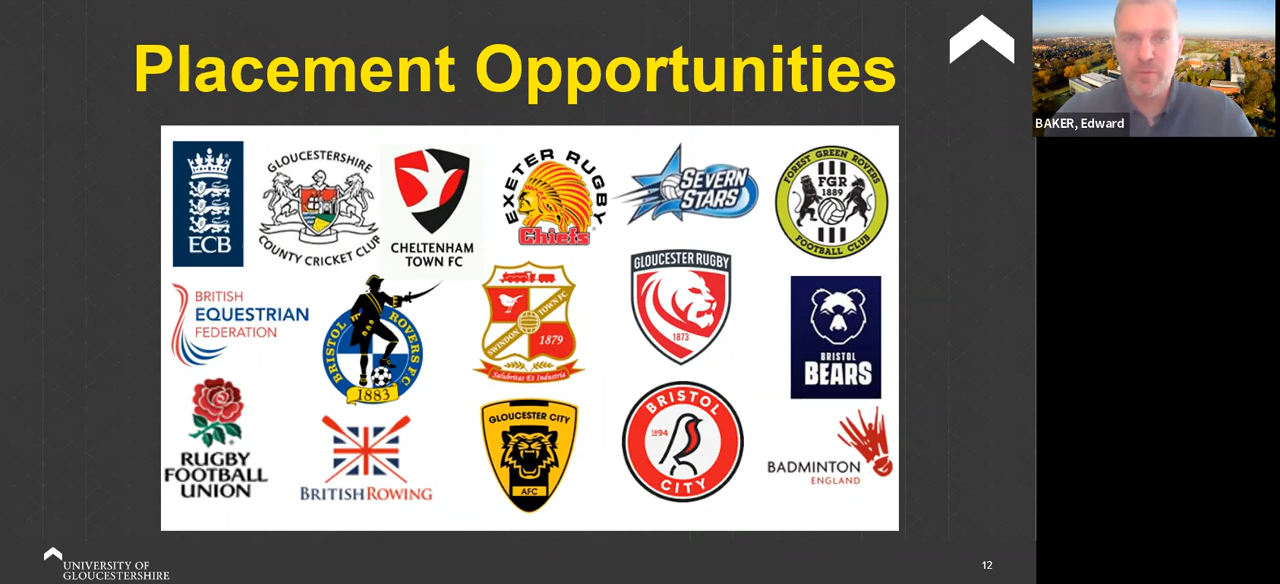 Placement Opportunities
BAKER, Edward
ECB
GLOUCESTERSHIRE
COUNTY CRICKET CLUB
CHELTENHAM
TOWN FC
EXETER RUGBY
Chiefs
SEVERN
STARS
FOREST GREEN ROVERS
FGR
1889
FOOTBALL CLUB
BRITISH
EQUESTRIAN
FEDERATION
BRISTOL ROVERS FC
1883
SWINDON TOWN FC
1879
Salubritas Et Industria
GLOUCESTER RUGBY
1873
BRISTOL
BEARS
RUGBY
FOOTBALL
UNION
BRITISH ROWING
GLOUCESTER CITY
AFC
BRISTOL
1894
CITY
BADMINTON
ENGLAND
UNIVERSITY OF
GLOUCESTERSHIRE
12